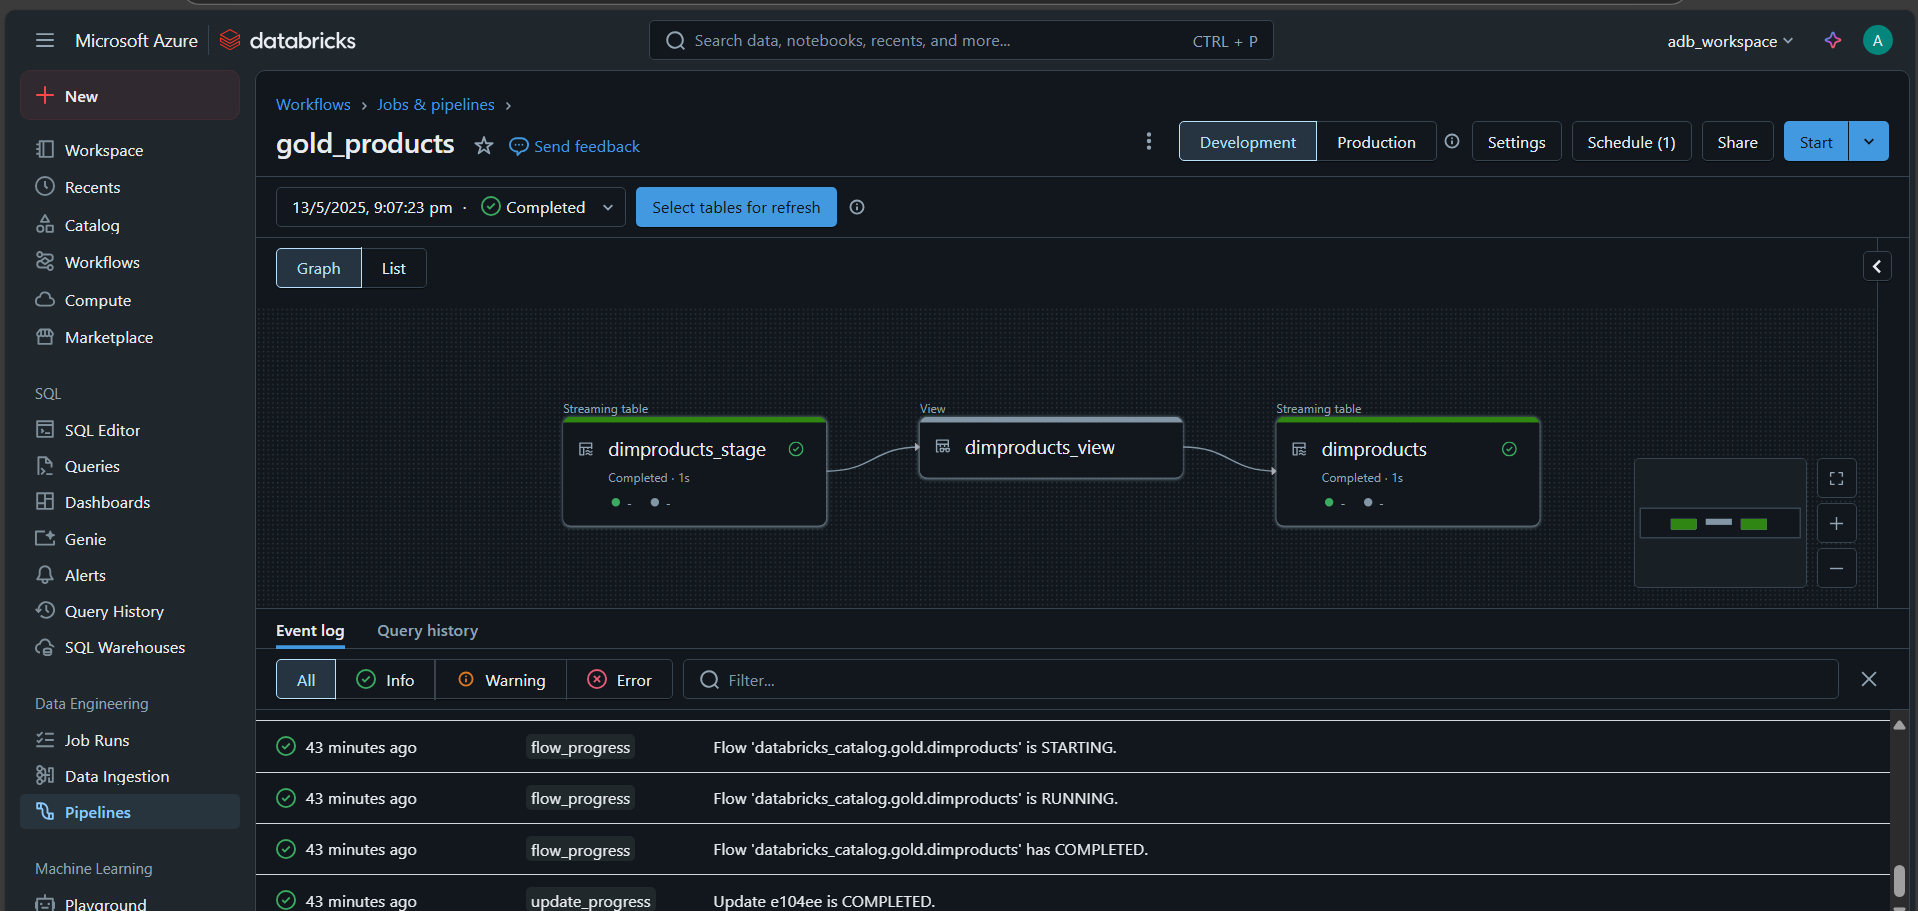 Microsoft Azure databricks
Search data, notebooks, recents, and more... CTRL + P
adb_workspace A
New
Workspace
Recents
Catalog
Workflows
Compute
Marketplace
SQL
SQL Editor
Queries
Dashboards
Genie
Alerts
Query History
SQL Warehouses
Data Engineering
Job Runs
Data Ingestion
Pipelines
Machine Learning
Playground
Workflows › Jobs & pipelines ›
gold_products Send feedback
Development Production Settings Schedule (1) Share Start
13/5/2025, 9:07:23 pm · Completed Select tables for refresh
Graph List
Streaming table
dimproducts_stage
Completed · 1s
- -
View
dimproducts_view
Streaming table
dimproducts
Completed · 1s
- -
Event log Query history
All Info Warning Error Filter...
43 minutes ago flow_progress Flow 'databricks_catalog.gold.dimproducts' is STARTING.
43 minutes ago flow_progress Flow 'databricks_catalog.gold.dimproducts' is RUNNING.
43 minutes ago flow_progress Flow 'databricks_catalog.gold.dimproducts' has COMPLETED.
43 minutes ago update_progress Update e104ee is COMPLETED.